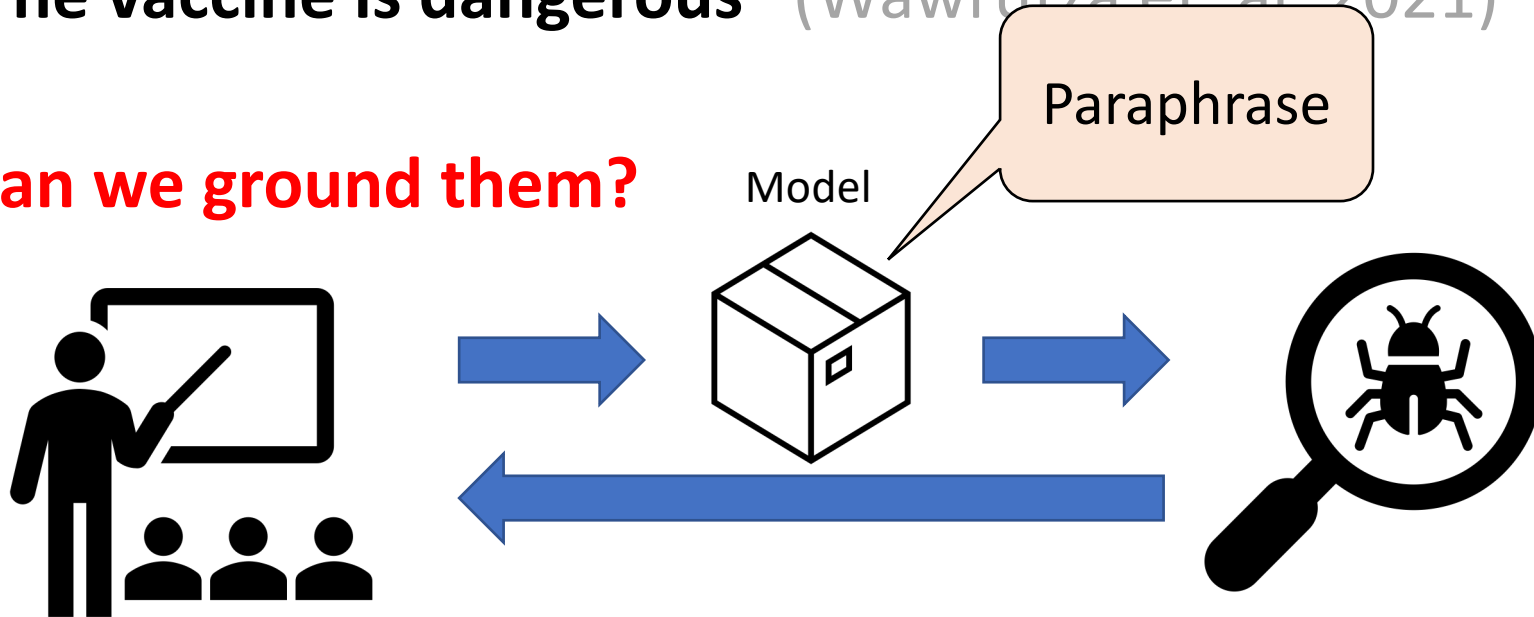 he vaccine is dangerous
Paraphrase
an we ground them?
Model